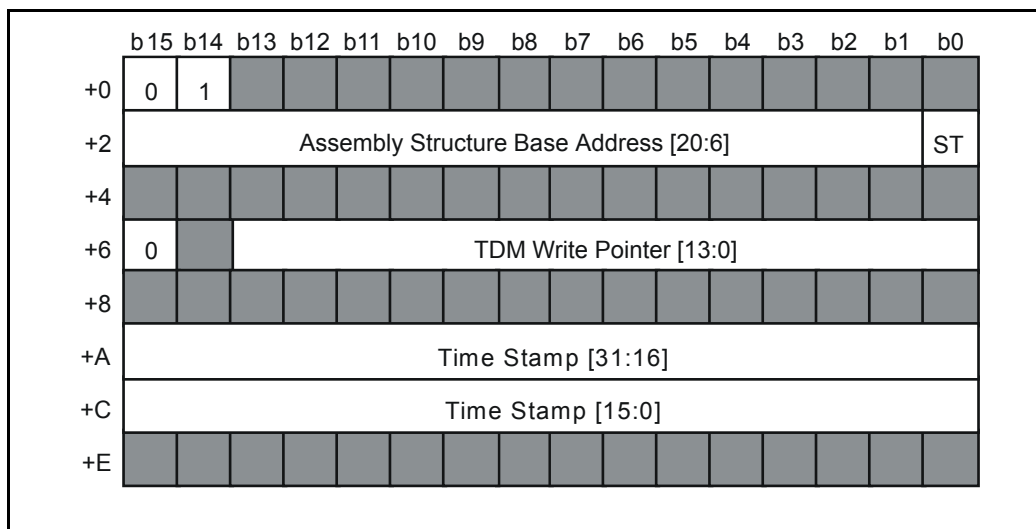 b15 b14 b13 b12 b11 b10 b9 b8 b7 b6 b5 b4 b3 b2 b1 b0
+0 0 1
+2 Assembly Structure Base Address [20:6] ST
+4
+6 0 TDM Write Pointer [13:0]
+8
+A Time Stamp [31:16]
+C Time Stamp [15:0]
+E